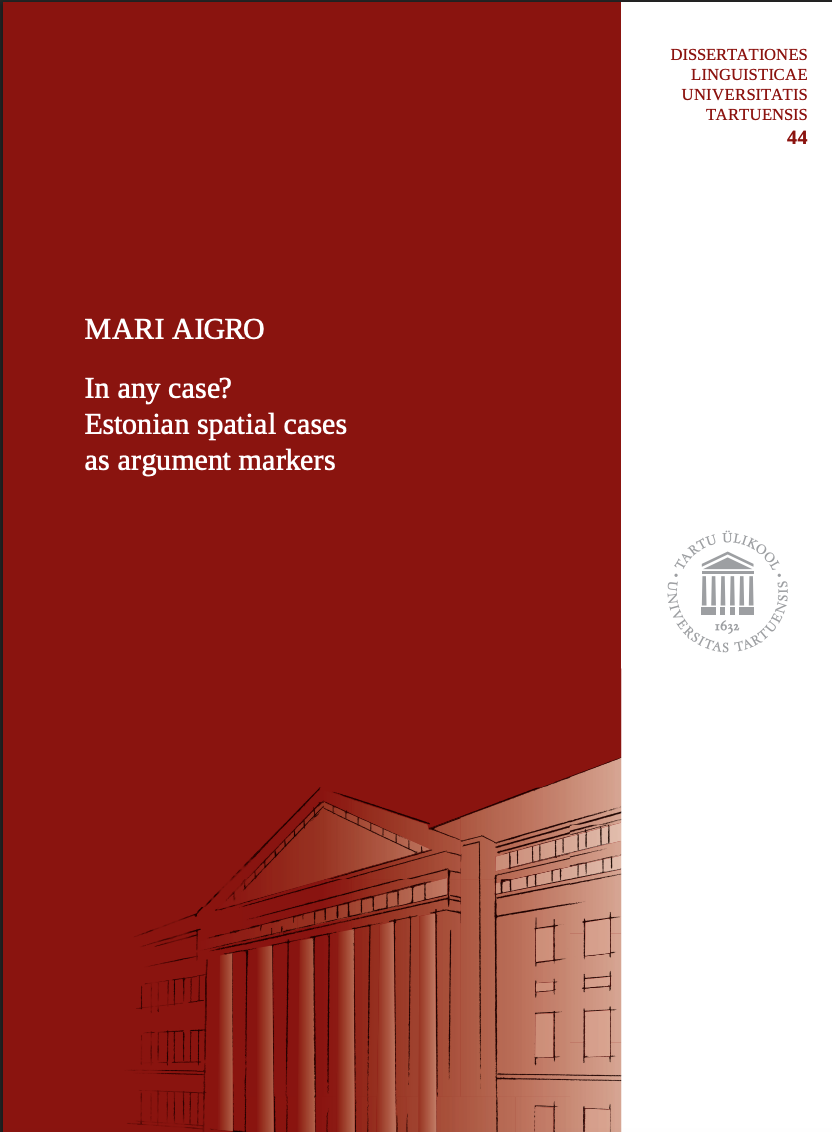 DISSERTATIONES
LINGUISTICAE
UNIVERSITATIS
TARTUENSIS
44
MARI AIGRO
In any case?
Estonian spatial cases
as argument markers
TARTU ÜLIKOOL
1632
UNIVERSITAS TARTUENSIS